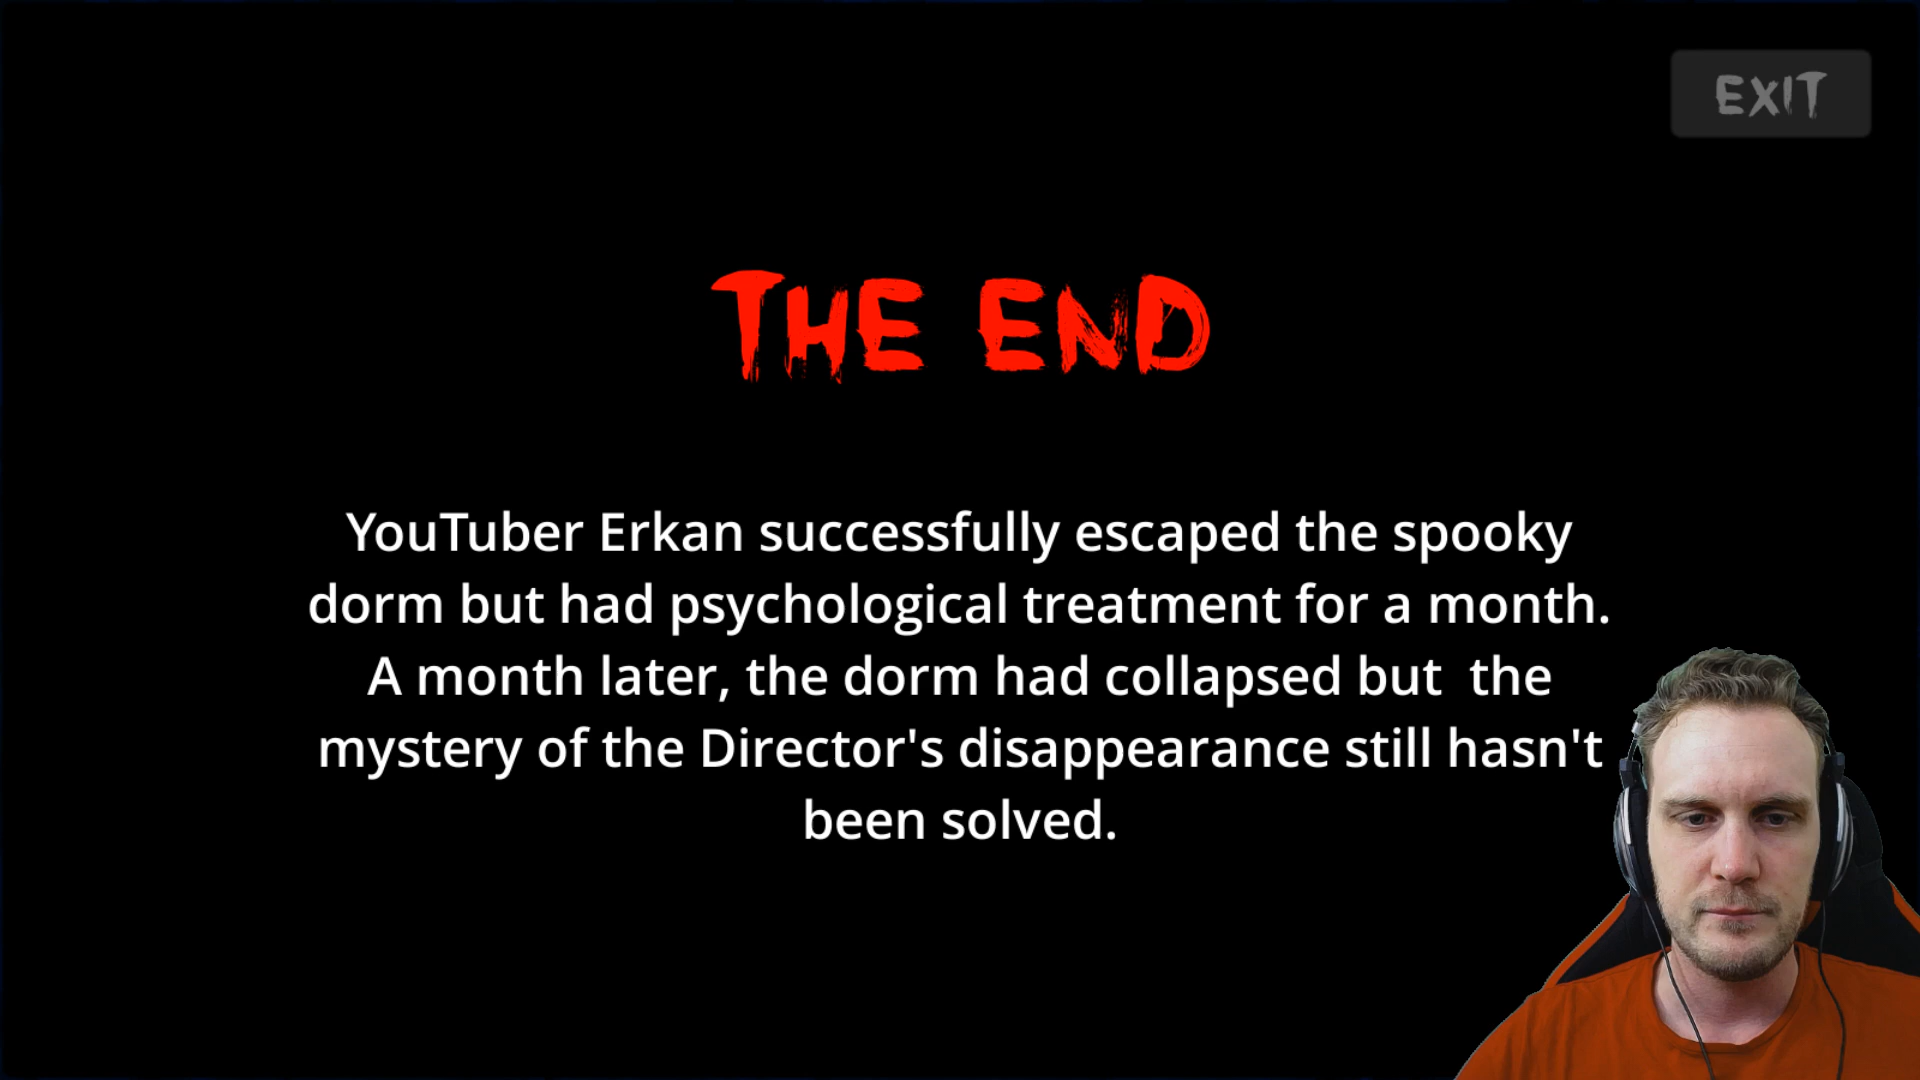 EXIT
THE END
YouTuber Erkan successfully escaped the spooky
dorm but had psychological treatment for a month.
A month later, the dorm had collapsed but  the
mystery of the Director's disappearance still hasn't
been solved.